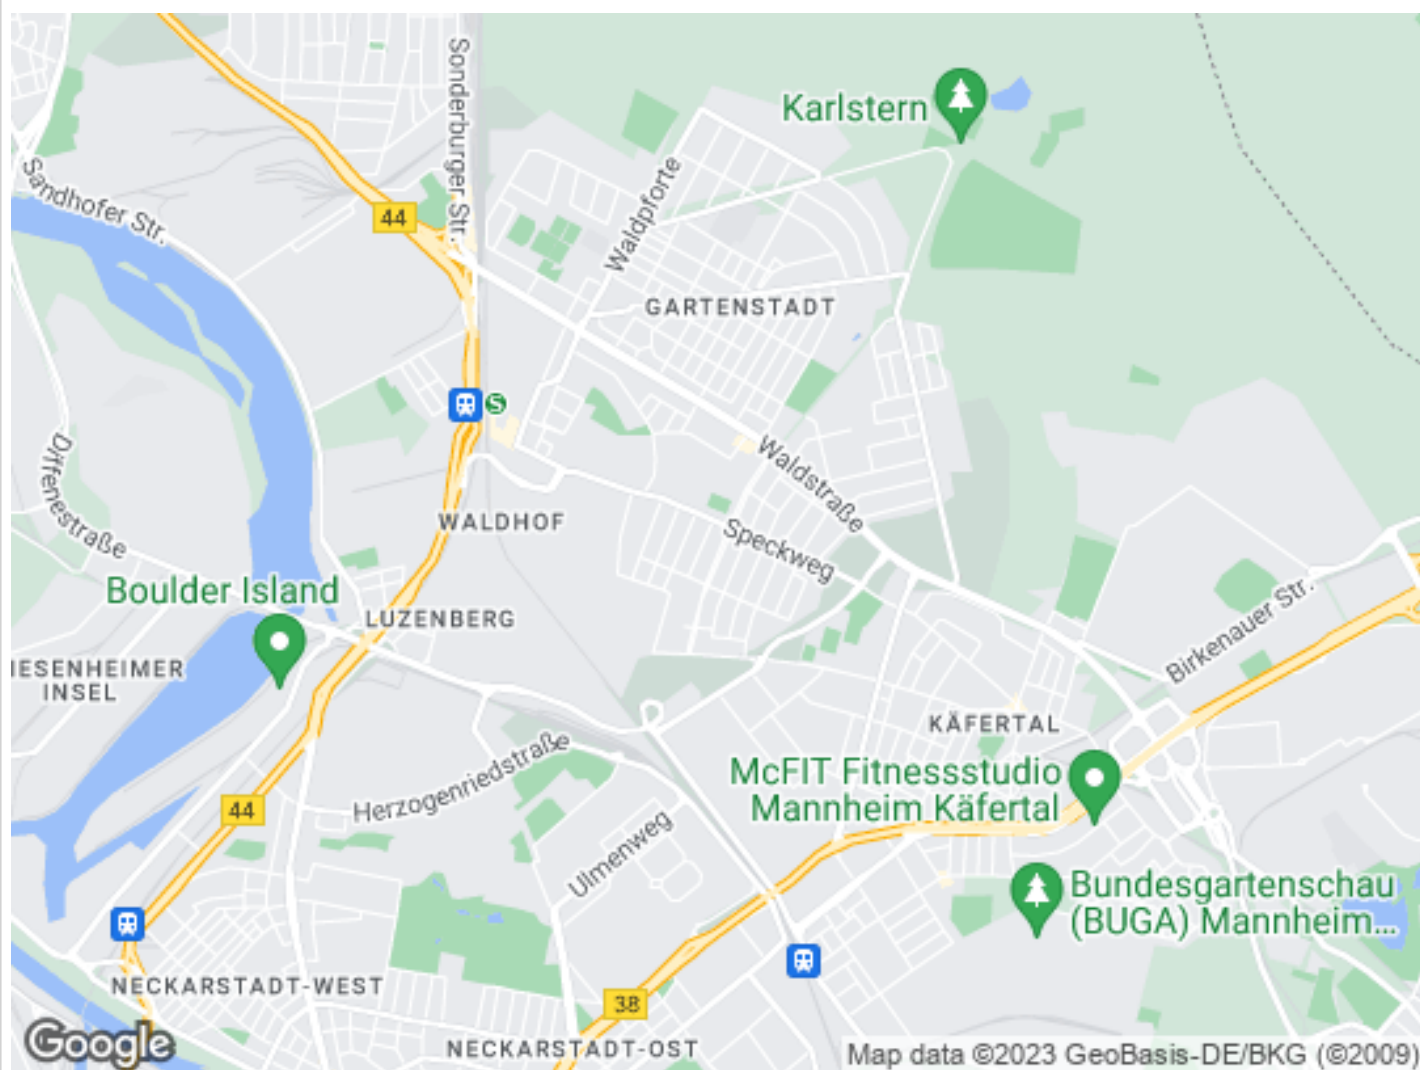 Karlstern
Sonderburger Str.
Sandhofer Str.
Waldpforte
44
GARTENSTADT
S
Waldstraße
Diffenestraße
WALDHOF
Speckweg
Boulder Island
LUZENBERG
Birkenauer Str.
IESENHEIMER
INSEL
KÄFERTAL
Herzogenriedstraße
McFIT Fitnessstudio
Mannheim Käfertal
44
Ulmenweg
Bundesgartenschau
(BUGA) Mannheim...
NECKARSTADT-WEST
38
NECKARSTADT-OST
Google
Map data ©2023 GeoBasis-DE/BKG (©2009)